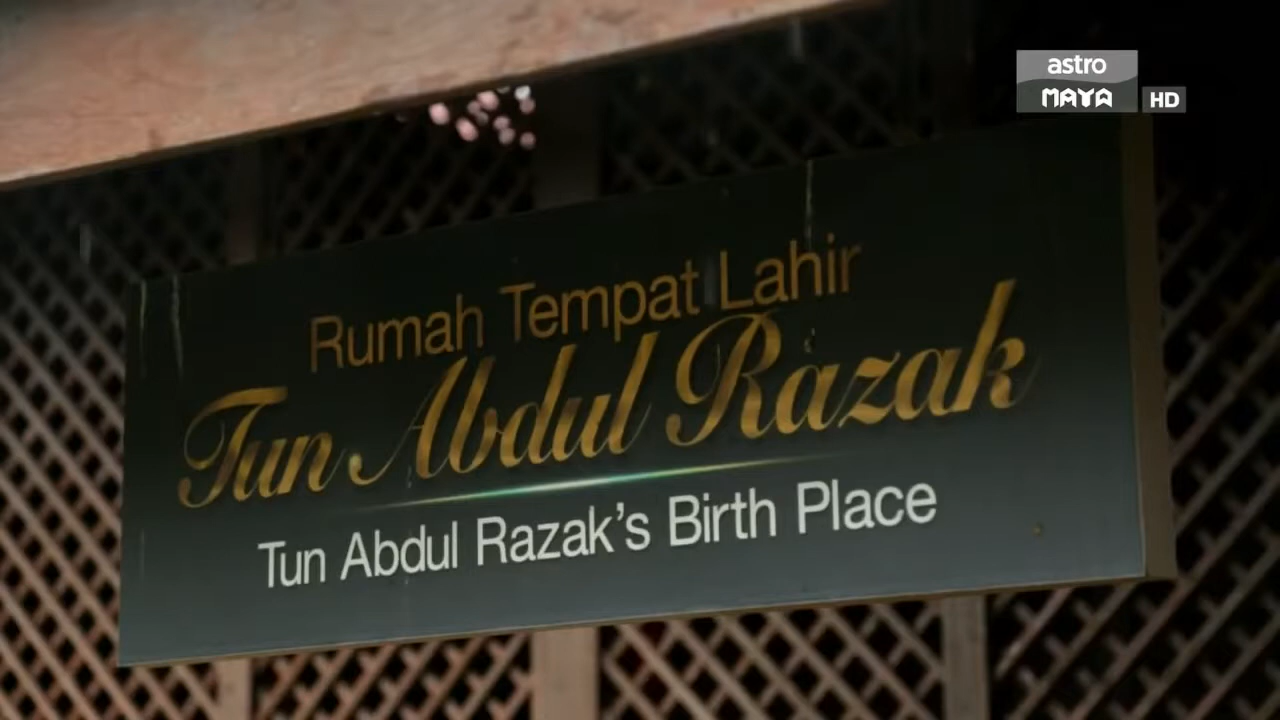 astro
MAYA HD
Rumah Tempat Lahir
Tun Abdul Razak
Tun Abdul Razak's Birth Place